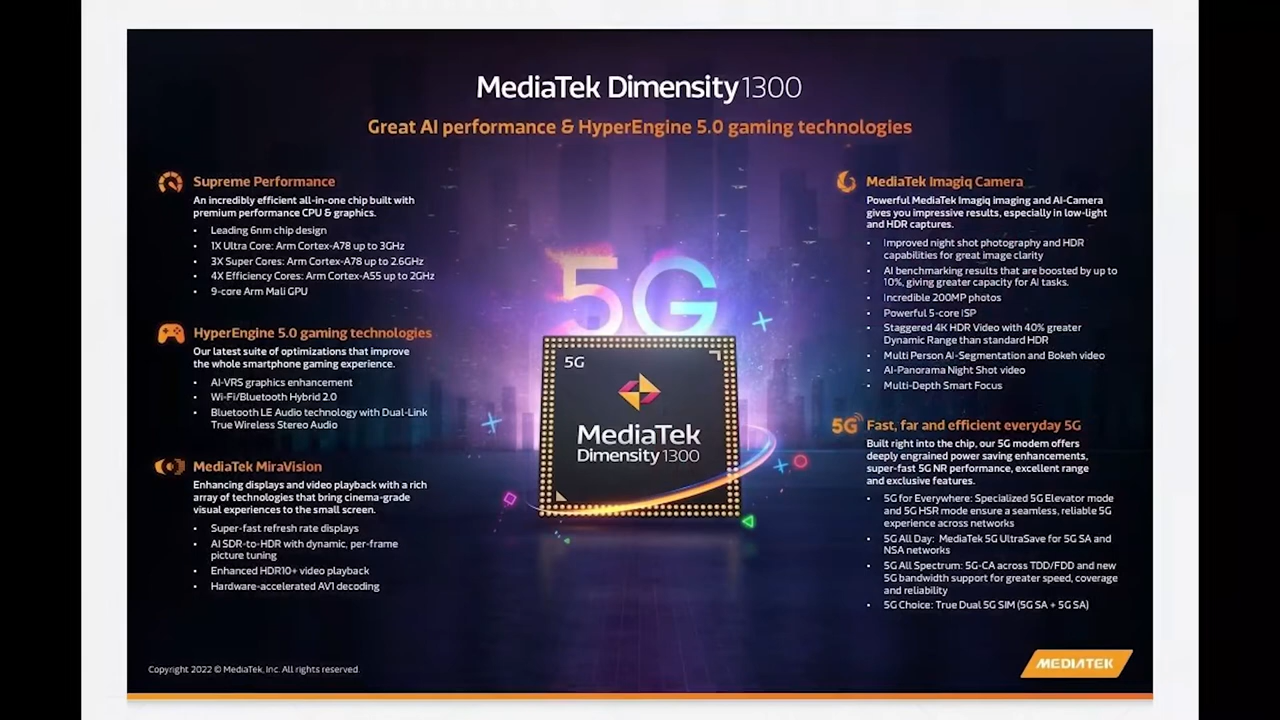 MediaTek Dimensity 1300
Great AI performance & HyperEngine 5.0 gaming technologies
Supreme Performance
An incredibly efficient all-in-one chip built with
premium performance CPU & graphics.
• Leading 6nm chip design
• 1X Ultra Core: Arm Cortex-A78 up to 3GHz
• 3X Super Cores: Arm Cortex-A78 up to 2.6GHz
• 4X Efficiency Cores: Arm Cortex-A55 up to 2GHz
• 9-core Arm Mali GPU
HyperEngine 5.0 gaming technologies
Our latest suite of optimizations that improve
the whole smartphone gaming experience.
• AI-VRS graphics enhancement
• Wi-Fi/Bluetooth Hybrid 2.0
• Bluetooth LE Audio technology with Dual-Link
True Wireless Stereo Audio
MediaTek MiraVision
Enhancing displays and video playback with a rich
array of technologies that bring cinema-grade
visual experiences to the small screen.
• Super-fast refresh rate displays
• AI SDR-to-HDR with dynamic, per-frame
picture tuning
• Enhanced HDR10+ video playback
• Hardware-accelerated AV1 decoding
5G
5G
MediaTek
Dimensity 1300
MediaTek Imagiq Camera
Powerful MediaTek Imagiq imaging and AI-Camera
gives you impressive results, especially in low-light
and HDR captures.
• Improved night shot photography and HDR
capabilities for great image clarity
• AI benchmarking results that are boosted by up to
10%, giving greater capacity for AI tasks.
• Incredible 200MP photos
• Powerful 5-core ISP
• Staggered 4K HDR Video with 40% greater
Dynamic Range than standard HDR
• Multi Person AI-Segmentation and Bokeh video
• AI-Panorama Night Shot video
• Multi-Depth Smart Focus
5G Fast, far and efficient everyday 5G
Built right into the chip, our 5G modem offers
deeply engrained power saving enhancements,
super-fast 5G NR performance, excellent range
and exclusive features.
• 5G for Everywhere: Specialized 5G Elevator mode
and 5G HSR mode ensure a seamless, reliable 5G
experience across networks
• 5G All Day: MediaTek 5G UltraSave for 5G SA and
NSA networks
• 5G All Spectrum: 5G-CA across TDD/FDD and new
5G bandwidth support for greater speed, coverage
and reliability
• 5G Choice: True Dual 5G SIM (5G SA + 5G SA)
Copyright 2022 © MediaTek, Inc. All rights reserved.
MEDIATEK